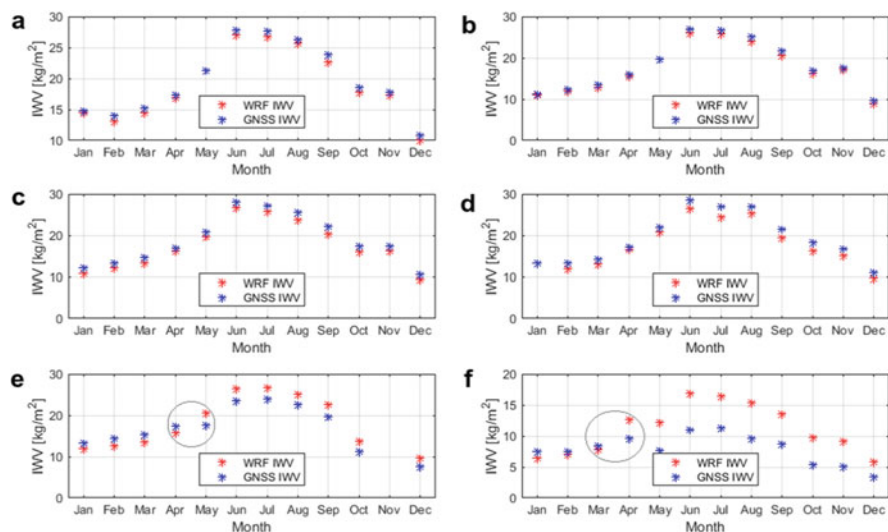 a
30
25
20
15
10
IWV [kg/m²]
WRF IWV
GNSS IWV
Jan Feb Mar Apr May Jun Jul Aug Sep Oct Nov Dec
Month
b
30
20
10
0
IWV [kg/m²]
WRF IWV
GNSS IWV
Jan Feb Mar Apr May Jun Jul Aug Sep Oct Nov Dec
Month
c
30
20
10
0
IWV [kg/m²]
WRF IWV
GNSS IWV
Jan Feb Mar Apr May Jun Jul Aug Sep Oct Nov Dec
Month
d
30
20
10
0
IWV [kg/m²]
WRF IWV
GNSS IWV
Jan Feb Mar Apr May Jun Jul Aug Sep Oct Nov Dec
Month
e
30
20
10
0
IWV [kg/m²]
WRF IWV
GNSS IWV
Jan Feb Mar Apr May Jun Jul Aug Sep Oct Nov Dec
Month
f
20
15
10
5
0
IWV [kg/m²]
WRF IWV
GNSS IWV
Jan Feb Mar Apr May Jun Jul Aug Sep Oct Nov Dec
Month